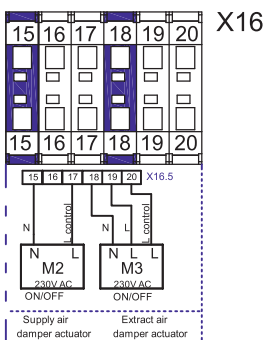 X16
15 16 17 18 19 20
15 16 17 18 19 20
15 16 17 18 19 20 X16.5
N L control N L L control
N L N L L
M2 M3
230V AC 230V AC
ON/OFF ON/OFF
Supply air Extract air
damper actuator damper actuator